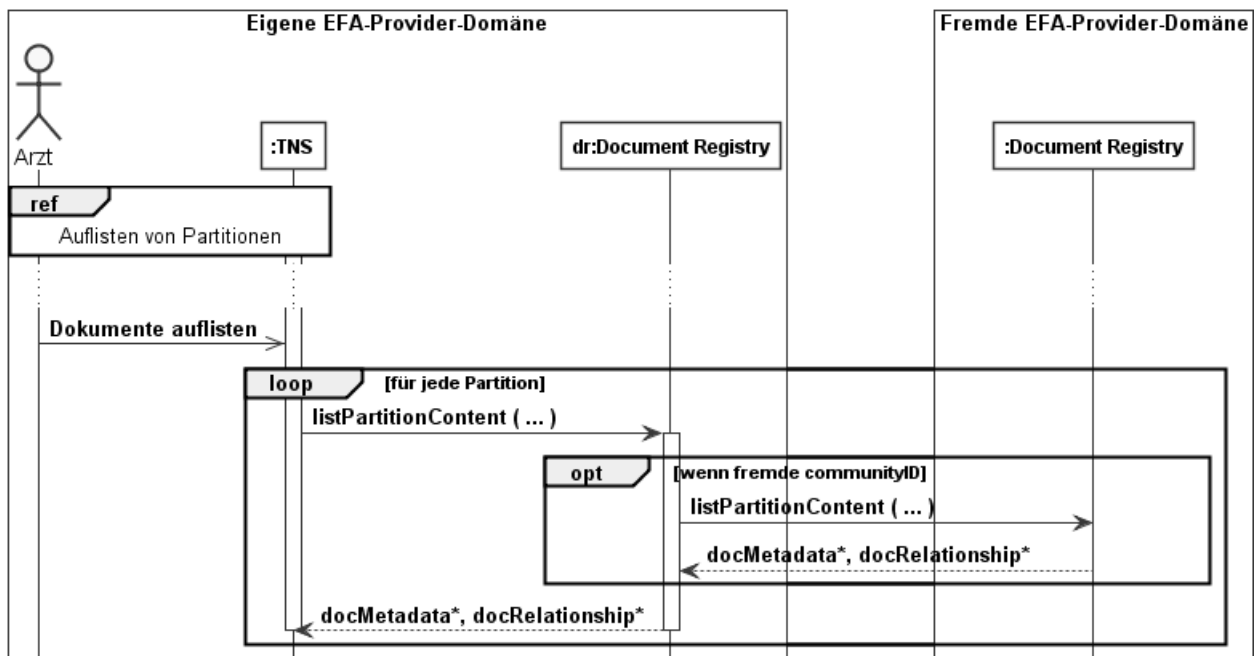 Eigene EFA-Provider-Domäne
Fremde EFA-Provider-Domäne
Arzt
:TNS
dr:Document Registry
:Document Registry
ref
Auflisten von Partitionen
Dokumente auflisten
loop
[für jede Partition]
listPartitionContent ( ... )
opt
[wenn fremde communityID]
listPartitionContent ( ... )
docMetadata*, docRelationship*
docMetadata*, docRelationship*